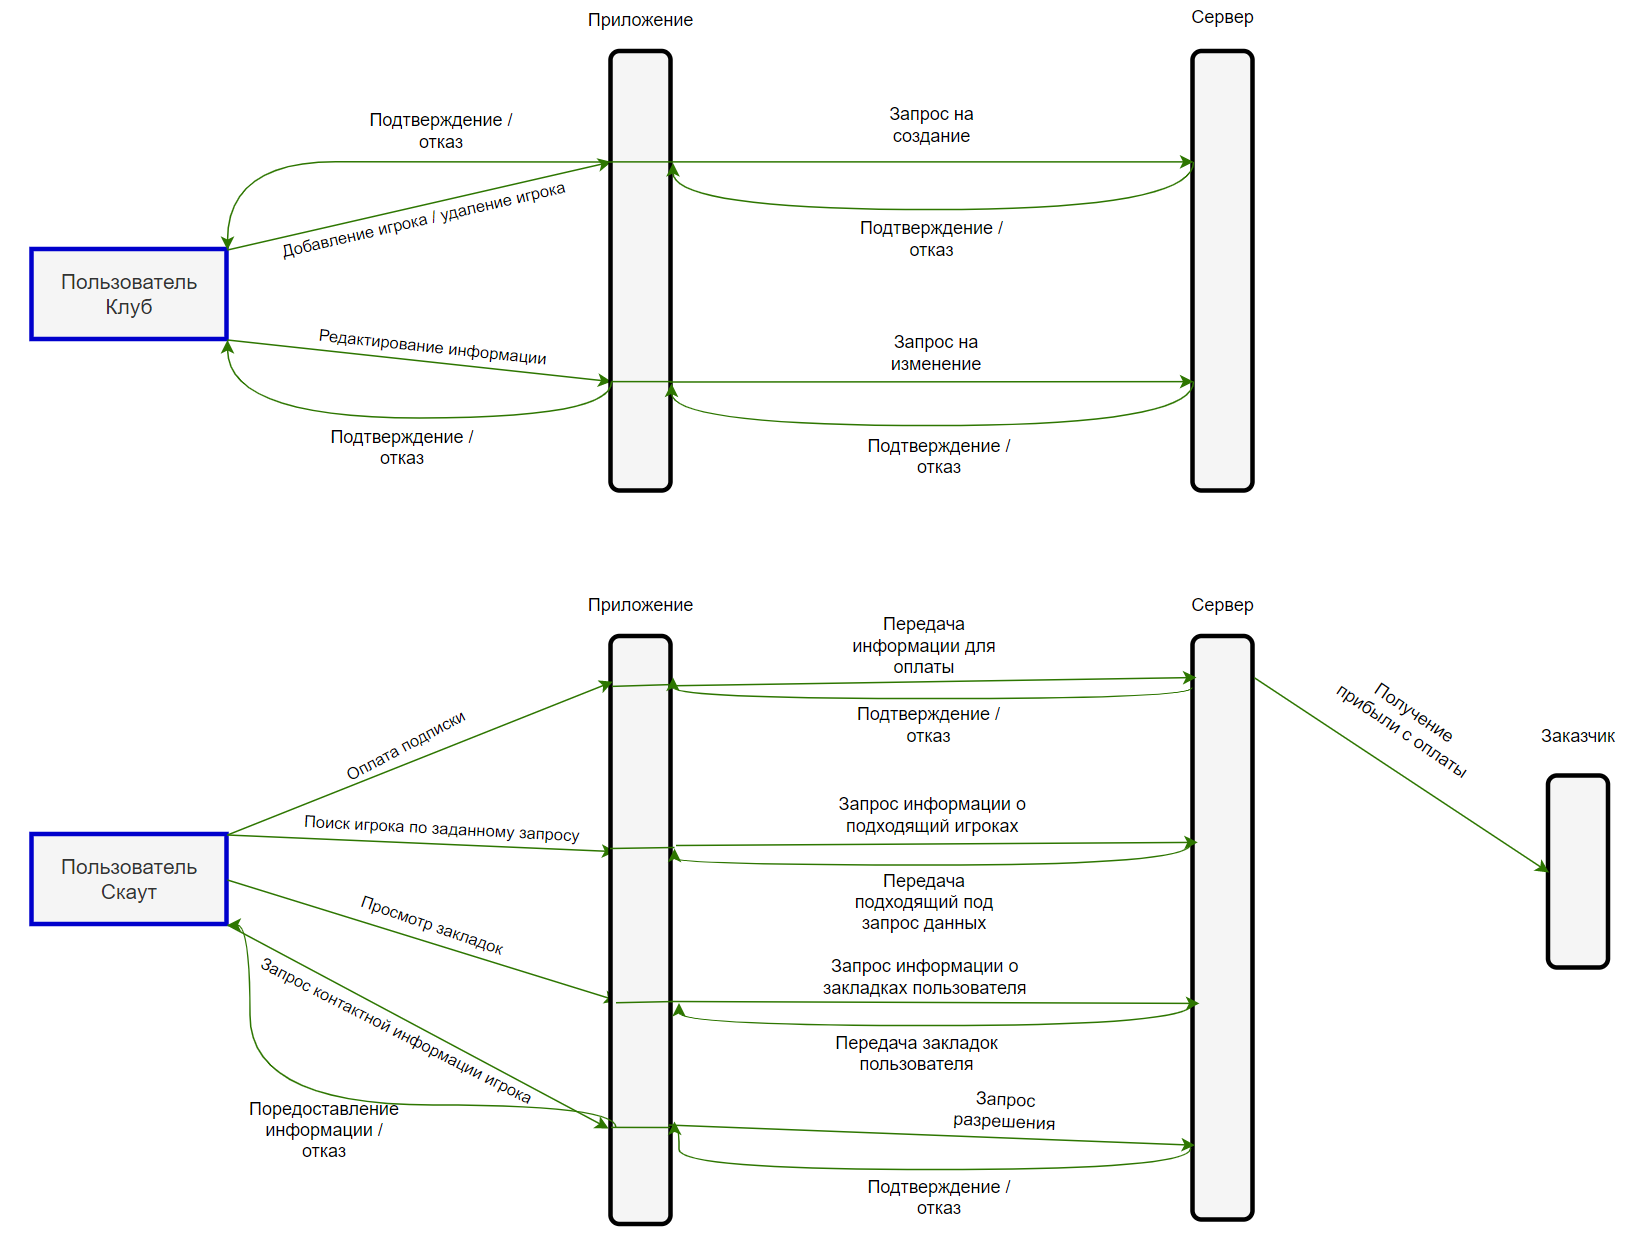 Приложение
Сервер
Подтверждение /
отказ
Запрос на
создание
Добавление игрока / удаление игрока
Подтверждение /
отказ
Пользователь
Клуб
Редактирование информации
Запрос на
изменение
Подтверждение /
отказ
Подтверждение /
отказ
Приложение
Сервер
Передача
информации для
оплаты
Оплата подписки
Подтверждение /
отказ
Получение
прибыли с оплаты
Заказчик
Поиск игрока по заданному запросу
Запрос информации о
подходящий игроках
Пользователь
Скаут
Передача
подходящий под
запрос данных
Просмотр закладок
Запрос информации о
закладках пользователя
Запрос контактной информации игрока
Передача закладок
пользователя
Поредоставление
информации /
отказ
Запрос
разрешения
Подтверждение /
отказ